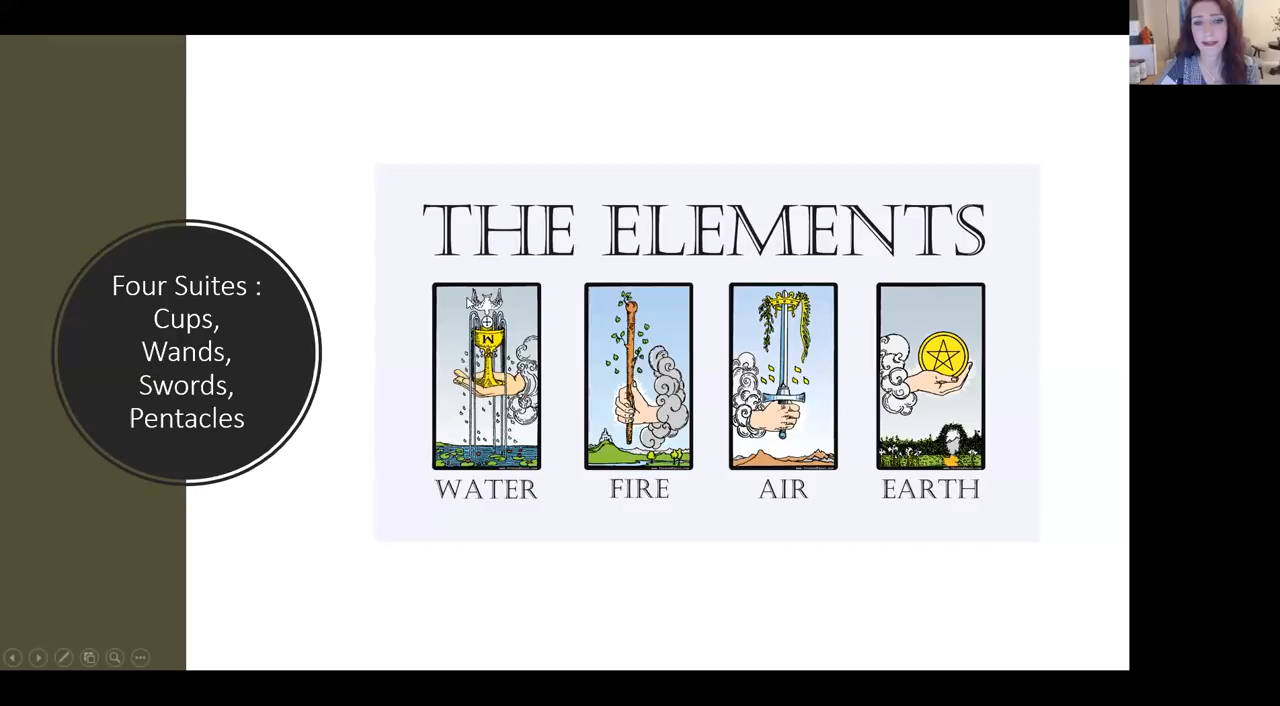 Four Suites :
Cups,
Wands,
Swords,
Pentacles
THE ELEMENTS
WATER
FIRE
AIR
EARTH